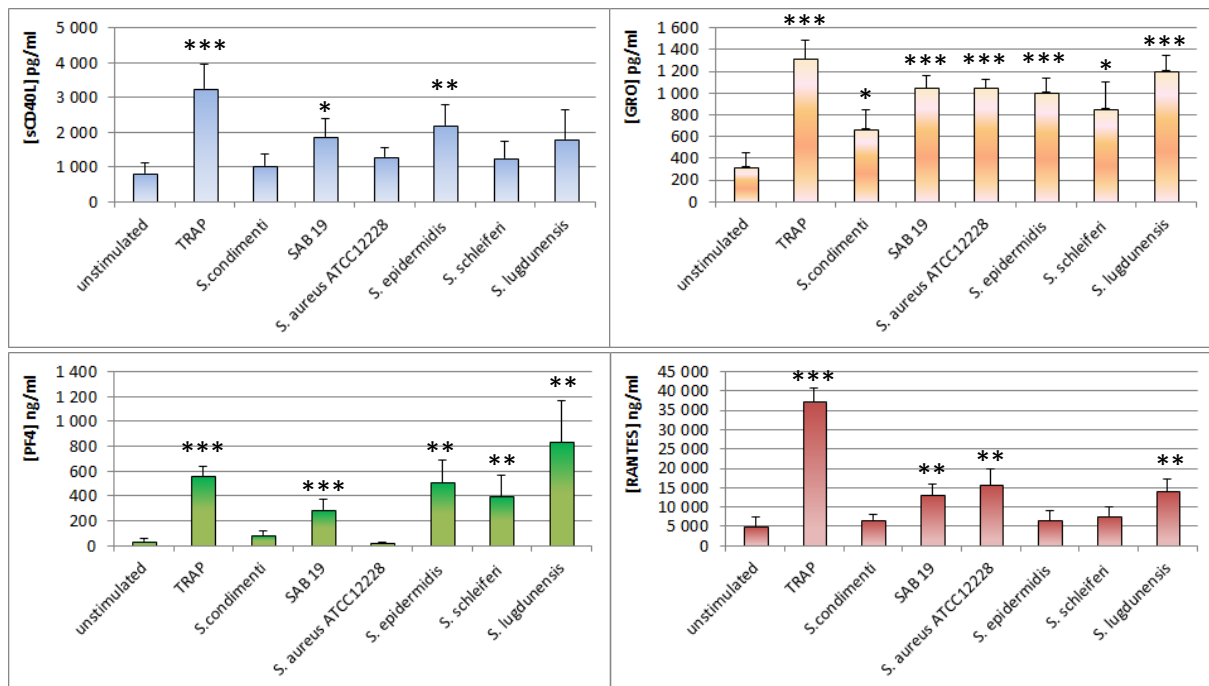 [sCD40L] pg/ml
5 000
4 000
3 000
2 000
1 000
0
***
*
**
unstimulated
TRAP
S.condimenti
SAB 19
S. aureus ATCC12228
S. epidermidis
S. schleiferi
S. lugdunensis
[GRO] pg/ml
1 600
1 400
1 200
1 000
800
600
400
200
0
***
*
***
***
***
*
***
unstimulated
TRAP
S.condimenti
SAB 19
S. aureus ATCC12228
S. epidermidis
S. schleiferi
S. lugdunensis
[PF4] ng/ml
1 400
1 200
1 000
800
600
400
200
0
***
***
**
**
**
unstimulated
TRAP
S.condimenti
SAB 19
S. aureus ATCC12228
S. epidermidis
S. schleiferi
S. lugdunensis
[RANTES] ng/ml
45 000
40 000
35 000
30 000
25 000
20 000
15 000
10 000
5 000
0
***
**
**
**
unstimulated
TRAP
S.condimenti
SAB 19
S. aureus ATCC12228
S. epidermidis
S. schleiferi
S. lugdunensis